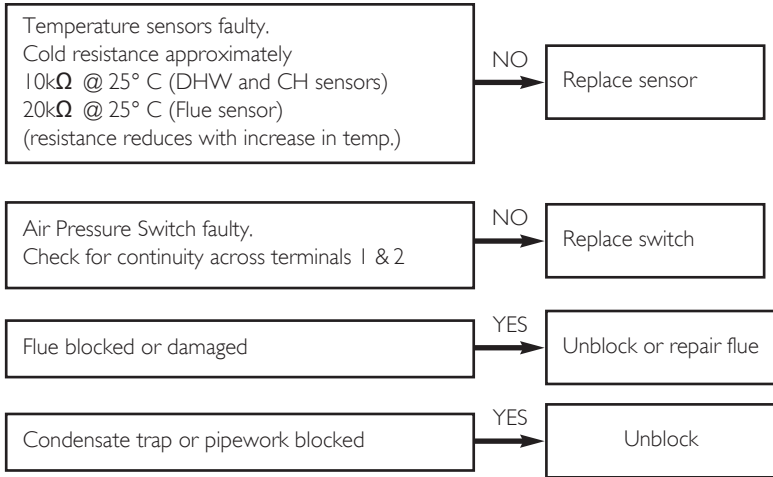 Temperature sensors faulty.
Cold resistance approximately
10kΩ @ 25° C (DHW and CH sensors)
20kΩ @ 25° C (Flue sensor)
(resistance reduces with increase in temp.)
NO
Replace sensor
Air Pressure Switch faulty.
Check for continuity across terminals 1 & 2
NO
Replace switch
Flue blocked or damaged
YES
Unblock or repair flue
Condensate trap or pipework blocked
YES
Unblock